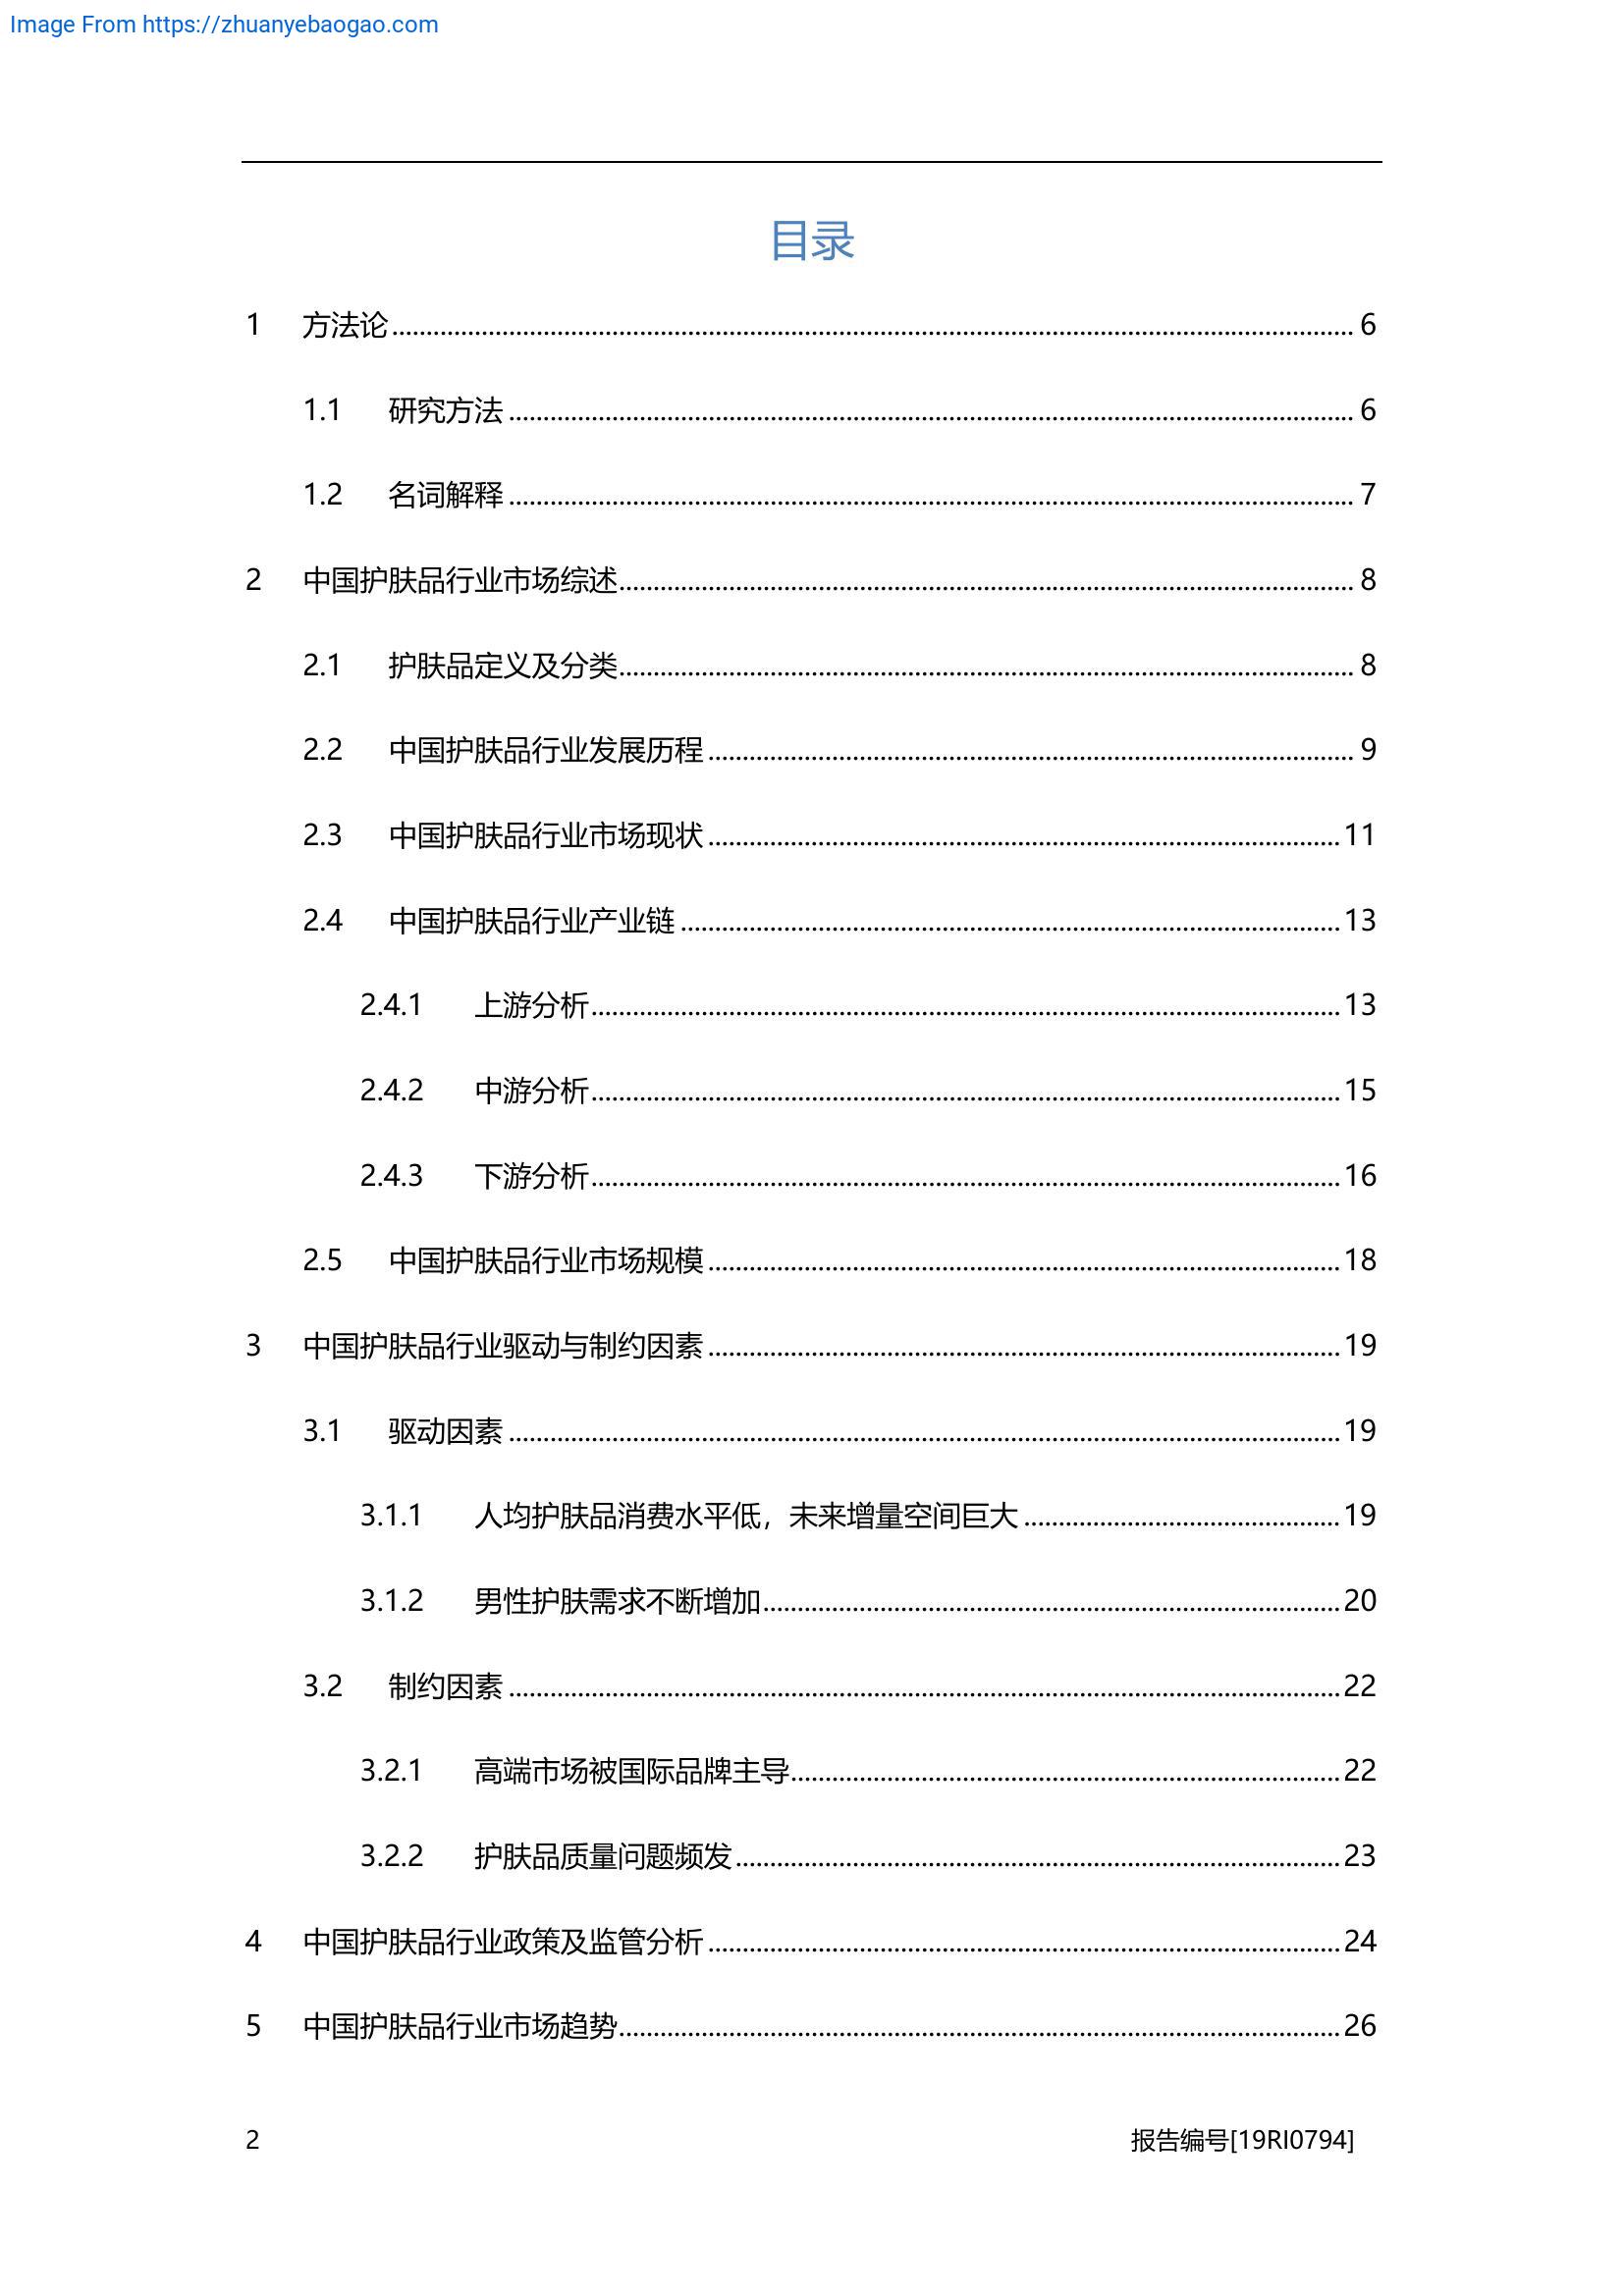 Image From https://zhuanyebaogao.com
目录
1 方法论 6
1.1 研究方法 6
1.2 名词解释 7
2 中国护肤品行业市场综述 8
2.1 护肤品定义及分类 8
2.2 中国护肤品行业发展历程 9
2.3 中国护肤品行业市场现状 11
2.4 中国护肤品行业产业链 13
2.4.1 上游分析 13
2.4.2 中游分析 15
2.4.3 下游分析 16
2.5 中国护肤品行业市场规模 18
3 中国护肤品行业驱动与制约因素 19
3.1 驱动因素 19
3.1.1 人均护肤品消费水平低，未来增量空间巨大 19
3.1.2 男性护肤需求不断增加 20
3.2 制约因素 22
3.2.1 高端市场被国际品牌主导 22
3.2.2 护肤品质量问题频发 23
4 中国护肤品行业政策及监管分析 24
5 中国护肤品行业市场趋势 26
2 报告编号[19RI0794]